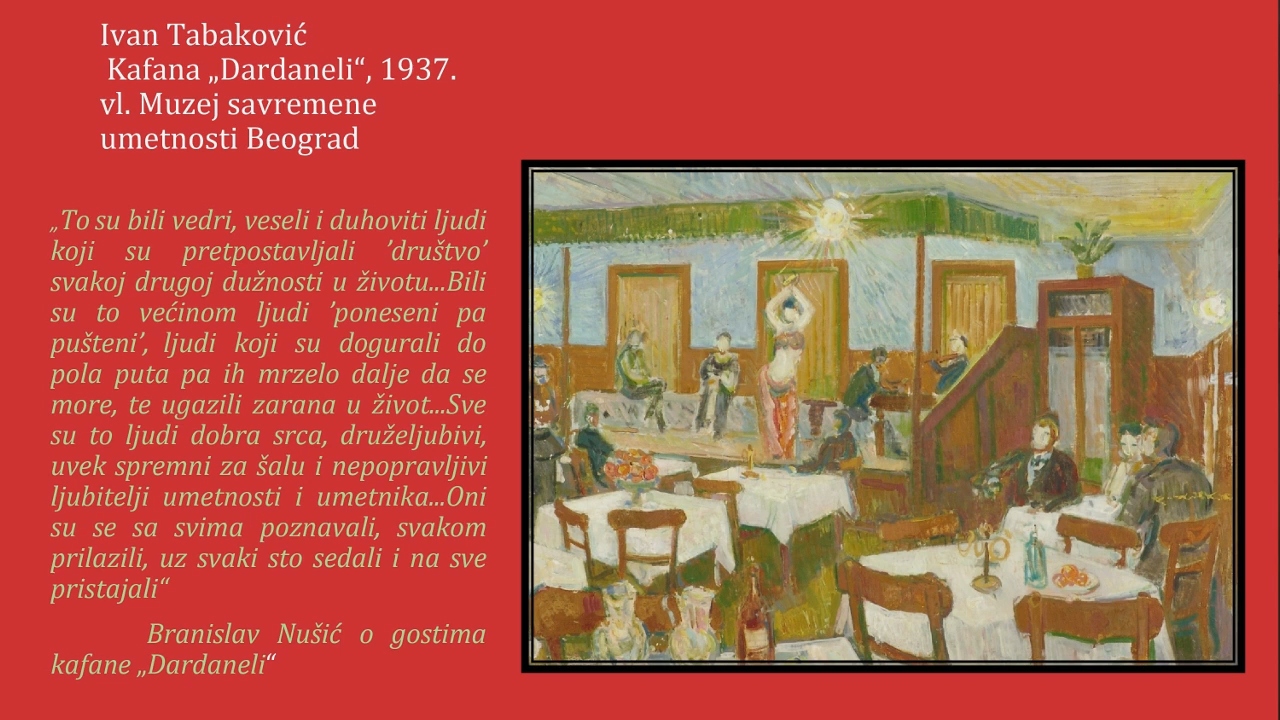 Ivan Tabaković
Kafana „Dardaneli“, 1937.
vl. Muzej savremene
umetnosti Beograd
„To su bili vedri, veseli i duhoviti ljudi
koji su pretpostavljali ’društvo’
svakoj drugoj dužnosti u životu...Bili
su to većinom ljudi ’poneseni pa
pušteni’, ljudi koji su dogurali do
pola puta pa ih mrzelo dalje da se
more, te ugazili zarana u život...Sve
su to ljudi dobra srca, druželjubivi,
uvek spremni za šalu i nepopravljivi
ljubitelji umetnosti i umetnika...Oni
su se sa svima poznavali, svakom
prilazili, uz svaki sto sedali i na sve
pristajali“
Branislav Nušić o gostima
kafane „Dardaneli“